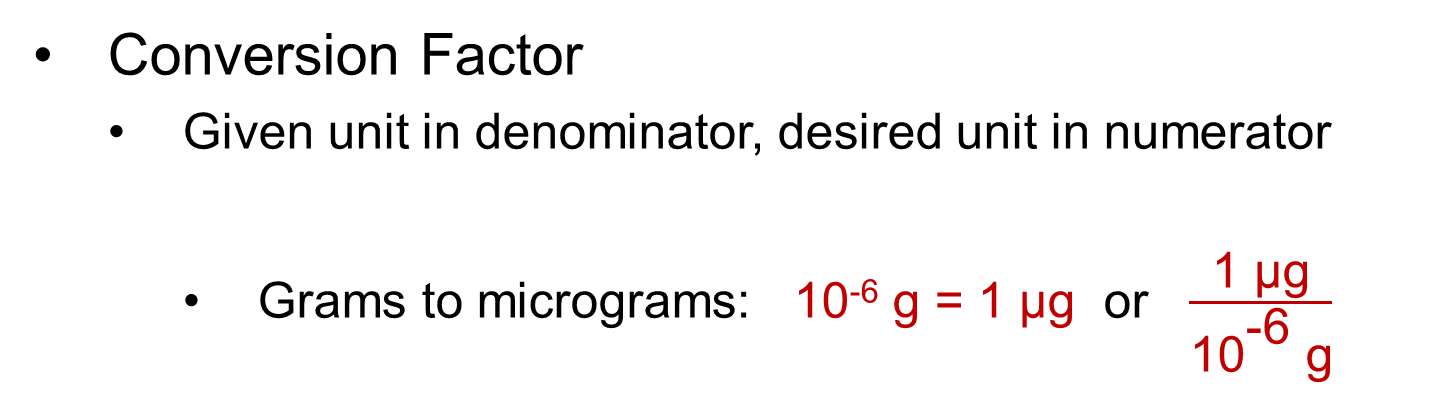 • Conversion Factor
• Given unit in denominator, desired unit in numerator
• Grams to micrograms: 10⁻⁶ g = 1 µg or 1 µg / 10⁻⁶ g